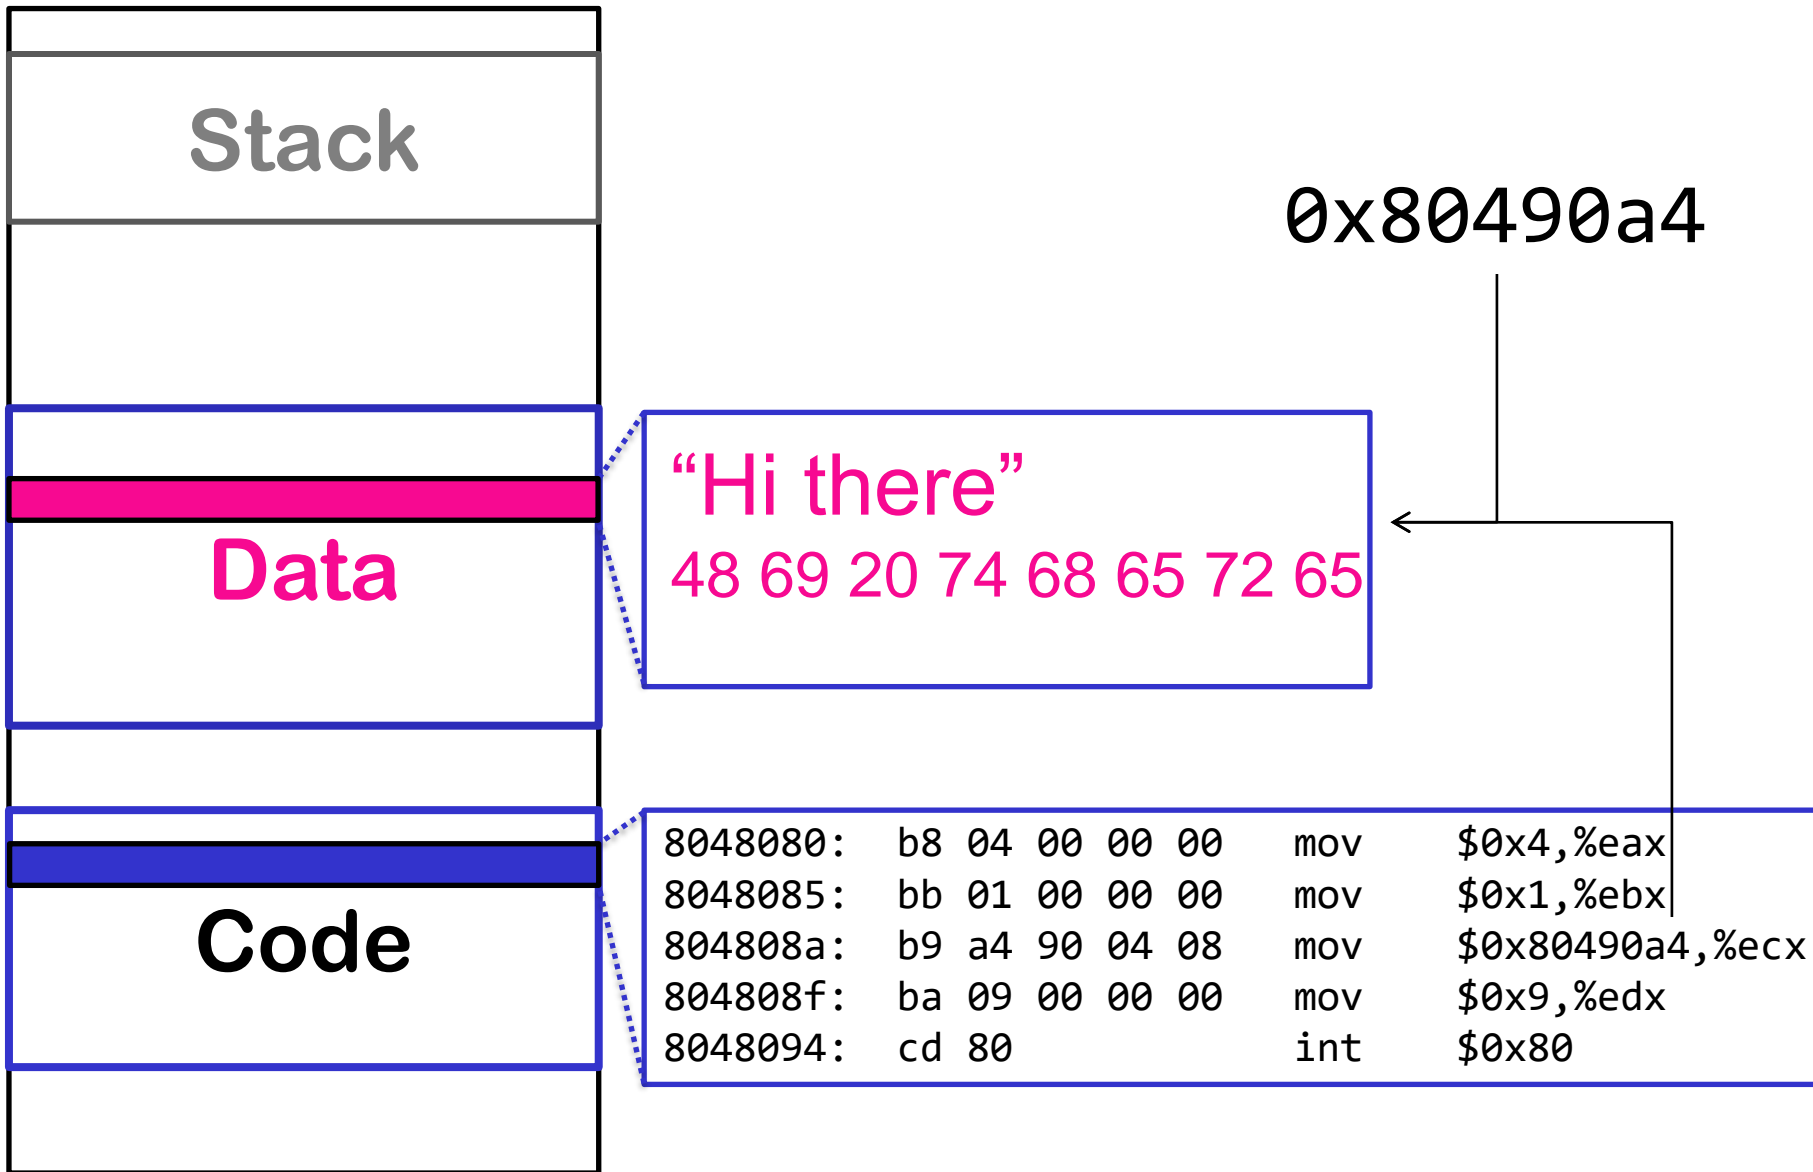 Stack
0x80490a4
“Hi there”
48 69 20 74 68 65 72 65
Data
8048080: b8 04 00 00 00 mov $0x4,%eax
8048085: bb 01 00 00 00 mov $0x1,%ebx
804808a: b9 a4 90 04 08 mov $0x80490a4,%ecx
804808f: ba 09 00 00 00 mov $0x9,%edx
8048094: cd 80 int $0x80
Code